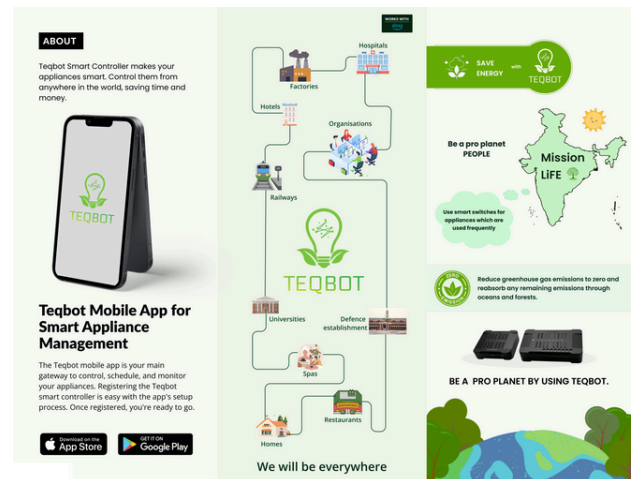 ABOUT
Teqbot Smart Controller makes your
appliances smart. Control them from
anywhere in the world, saving time and
money.
TEQBOT
Teqbot Mobile App for
Smart Appliance
Management
The Teqbot mobile app is your main
gateway to control, schedule, and monitor
your appliances. Registering the Teqbot
smart controller is easy with the app's setup
process. Once registered, you're ready to go.
Download on the
App Store
GET IT ON
Google Play
WORKS WITH
Hospitals
Factories
Hotels
Organisations
Railways
TEQBOT
Universities
Defence
establishment
Spas
Restaurants
Homes
We will be everywhere
SAVE
ENERGY
with
TEQBOT
Be a pro planet
PEOPLE
Mission
LiFE
Use smart switches for
appliances which are
used frequently
ZERO
EMISSION
Reduce greenhouse gas emissions to zero and
reabsorb any remaining emissions through
oceans and forests.
BE A PRO PLANET BY USING TEQBOT.